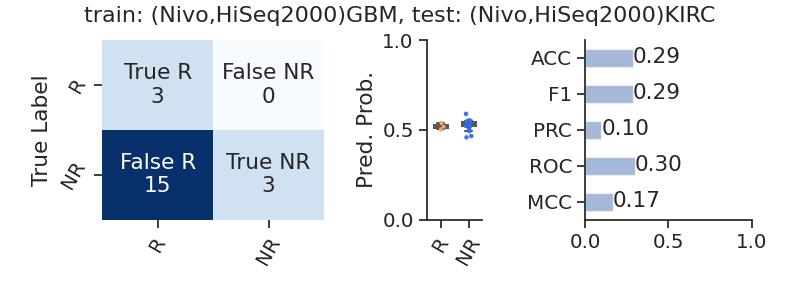 train: (Nivo,HiSeq2000)GBM, test: (Nivo,HiSeq2000)KIRC
True Label
R
NR
True R
3
False NR
0
False R
15
True NR
3
R
NR
Pred. Prob.
1.0
0.5
0.0
R
NR
ACC
0.29
F1
0.29
PRC
0.10
ROC
0.30
MCC
0.17
0.0
0.5
1.0